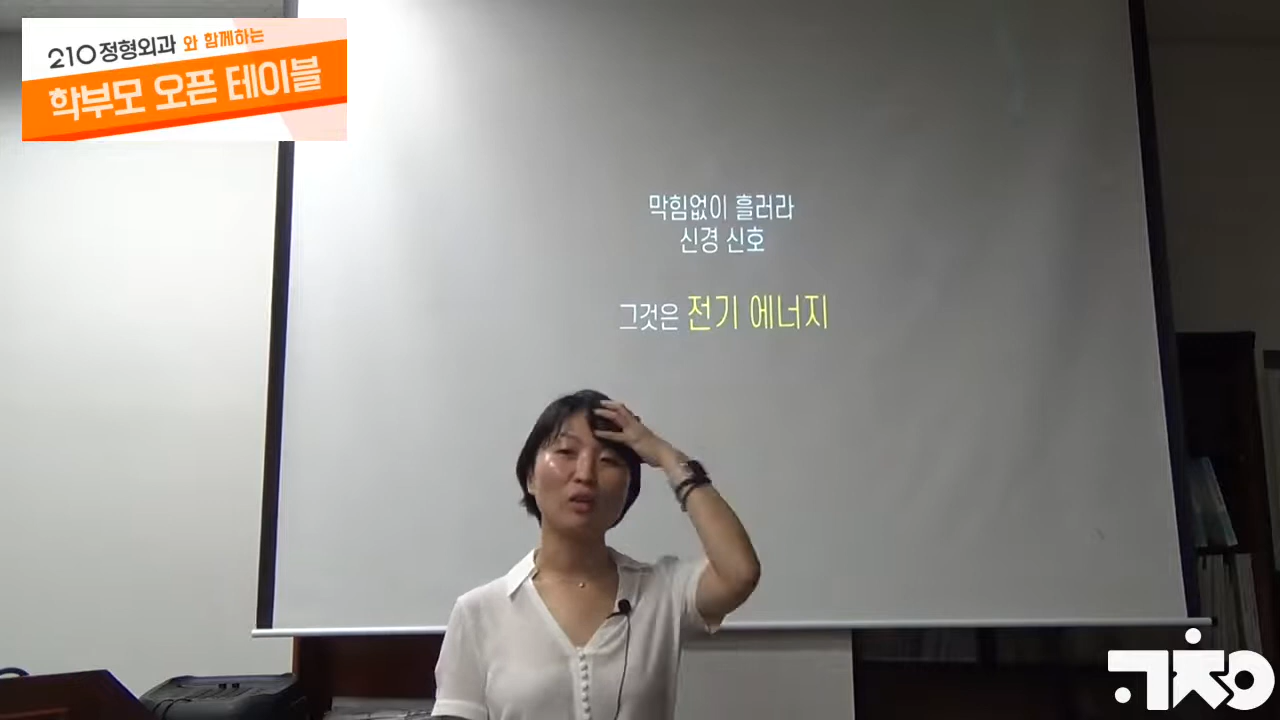 210정형외과 와 함께하는
학부모 오픈 테이블
막힘없이 흘러라
신경 신호
그것은 전기 에너지